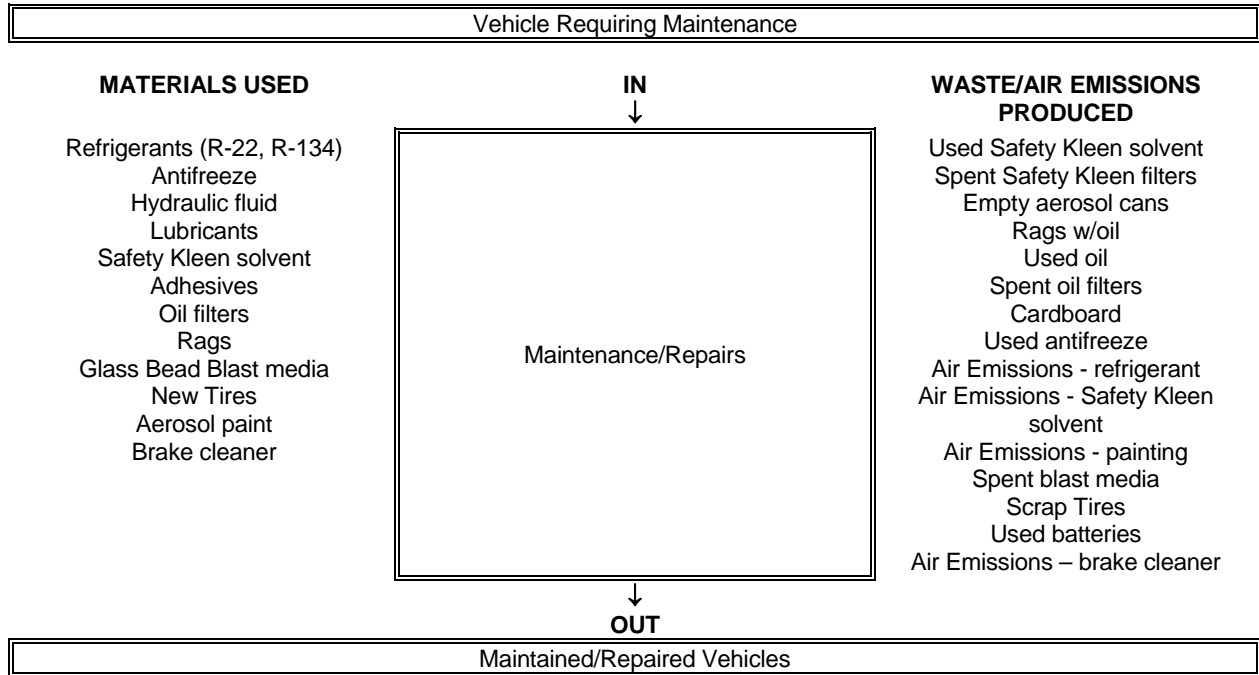 Vehicle Requiring Maintenance
MATERIALS USED
Refrigerants (R-22, R-134)
Antifreeze
Hydraulic fluid
Lubricants
Safety Kleen solvent
Adhesives
Oil filters
Rags
Glass Bead Blast media
New Tires
Aerosol paint
Brake cleaner
IN
↓
Maintenance/Repairs
↓
OUT
WASTE/AIR EMISSIONS
PRODUCED
Used Safety Kleen solvent
Spent Safety Kleen filters
Empty aerosol cans
Rags w/oil
Used oil
Spent oil filters
Cardboard
Used antifreeze
Air Emissions - refrigerant
Air Emissions - Safety Kleen
solvent
Air Emissions - painting
Spent blast media
Scrap Tires
Used batteries
Air Emissions – brake cleaner
Maintained/Repaired Vehicles